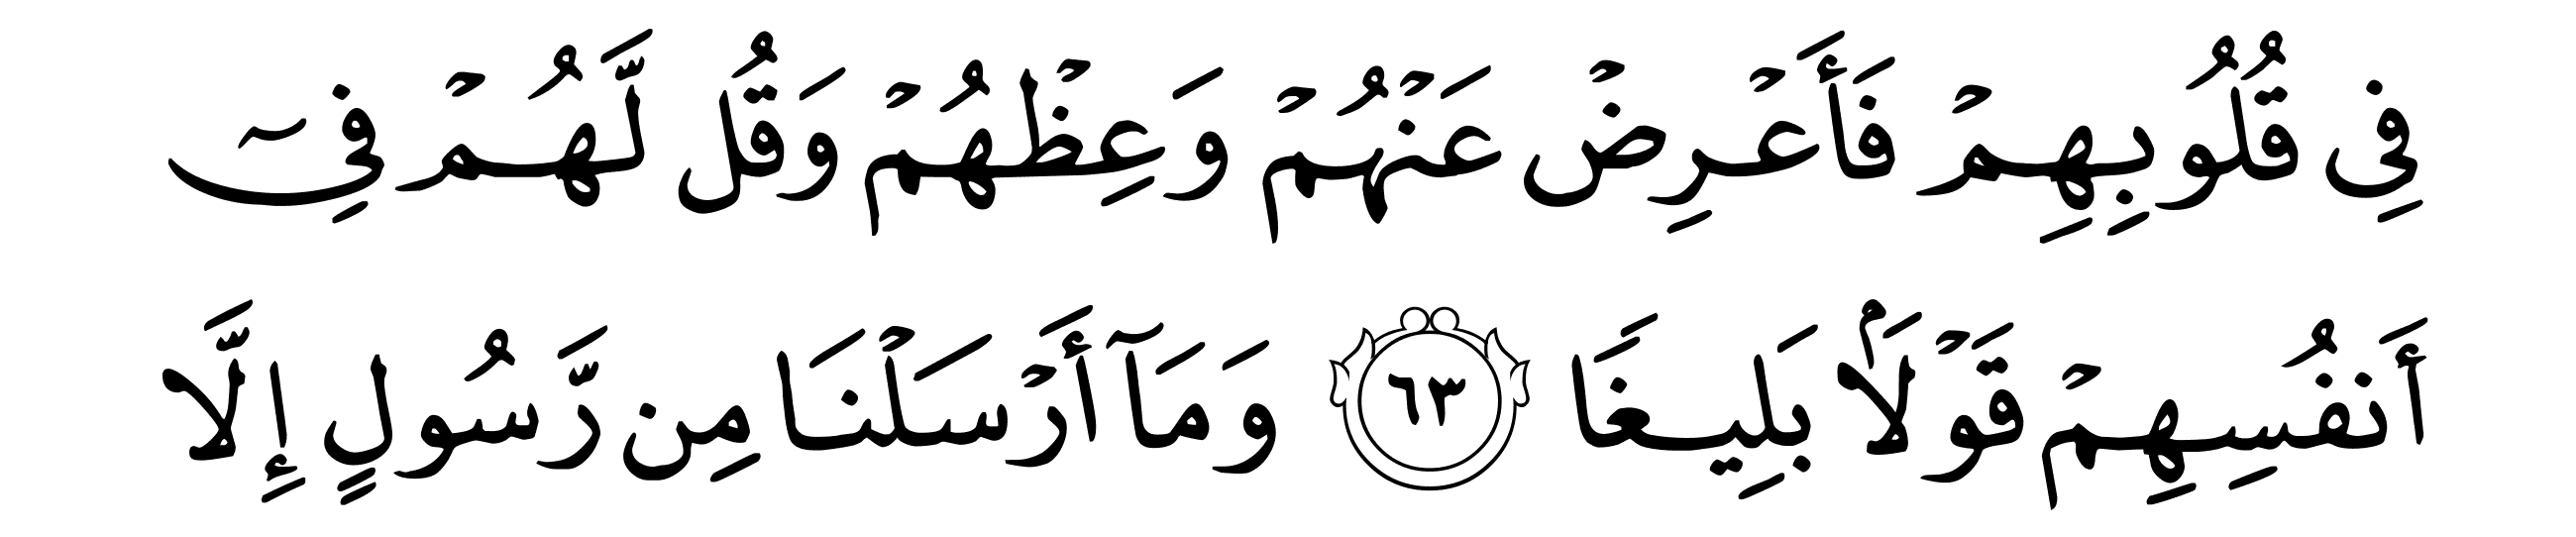 فِي قُلُوبِهِمۡ فَأَعۡرِضۡ عَنۡهُمۡ وَعِظۡهُمۡ وَقُل لَّهُمۡ فِيٓ
أَنفُسِهِمۡ قَوۡلَۢا بَلِيغٗا ٦٣ وَمَآ أَرۡسَلۡنَا مِن رَّسُولٍ إِلَّا